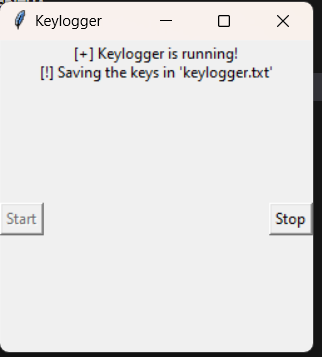 Keylogger
[+] Keylogger is running!
[!] Saving the keys in 'keylogger.txt'
Start
Stop